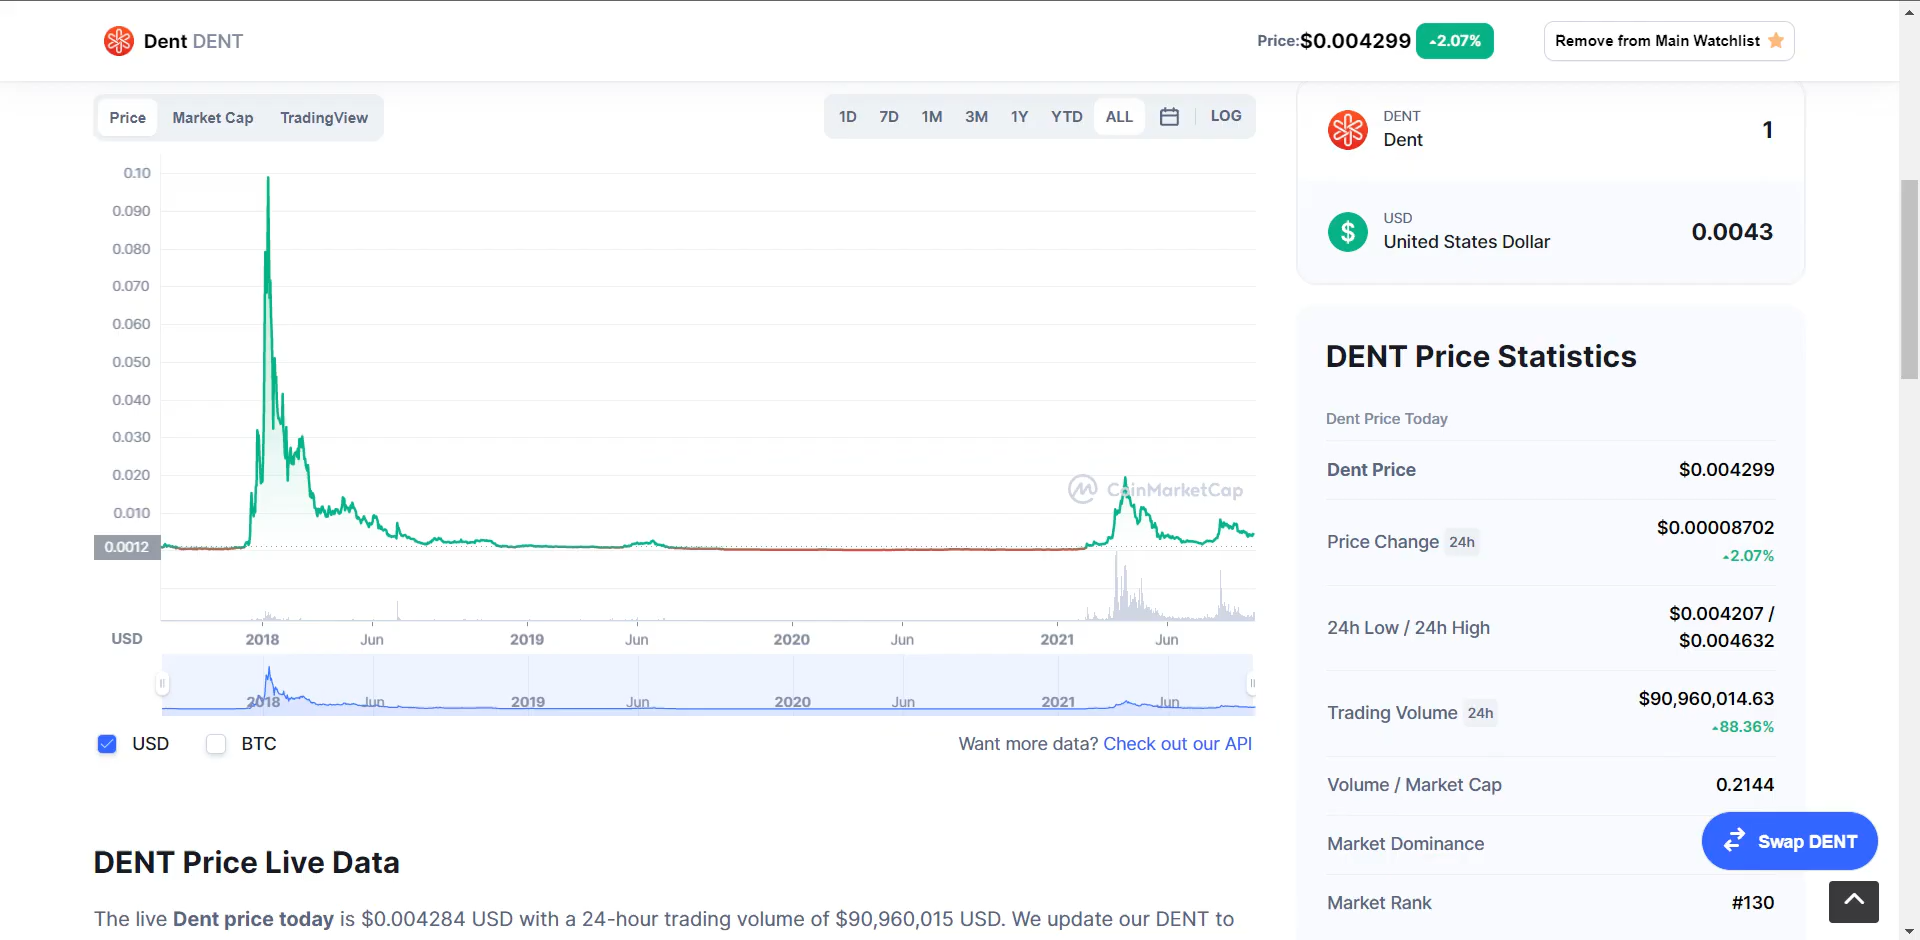 Dent DENT
Price:$0.004299 2.07%
Remove from Main Watchlist
Price Market Cap TradingView
1D 7D 1M 3M 1Y YTD ALL LOG
0.10
0.090
0.080
0.070
0.060
0.050
0.040
0.030
0.020
0.010
0.0012
CoinMarketCap
USD 2018 Jun 2019 Jun 2020 Jun 2021 Jun
2018 Jun 2019 Jun 2020 Jun 2021 Jun
USD BTC
Want more data? Check out our API
DENT Price Live Data
The live Dent price today is $0.004284 USD with a 24-hour trading volume of $90,960,015 USD. We update our DENT to
DENT
Dent 1
USD
United States Dollar 0.0043
DENT Price Statistics
Dent Price Today
Dent Price $0.004299
Price Change 24h $0.00008702
2.07%
24h Low / 24h High $0.004207 /
$0.004632
Trading Volume 24h $90,960,014.63
88.36%
Volume / Market Cap 0.2144
Market Dominance
Swap DENT
Market Rank #130